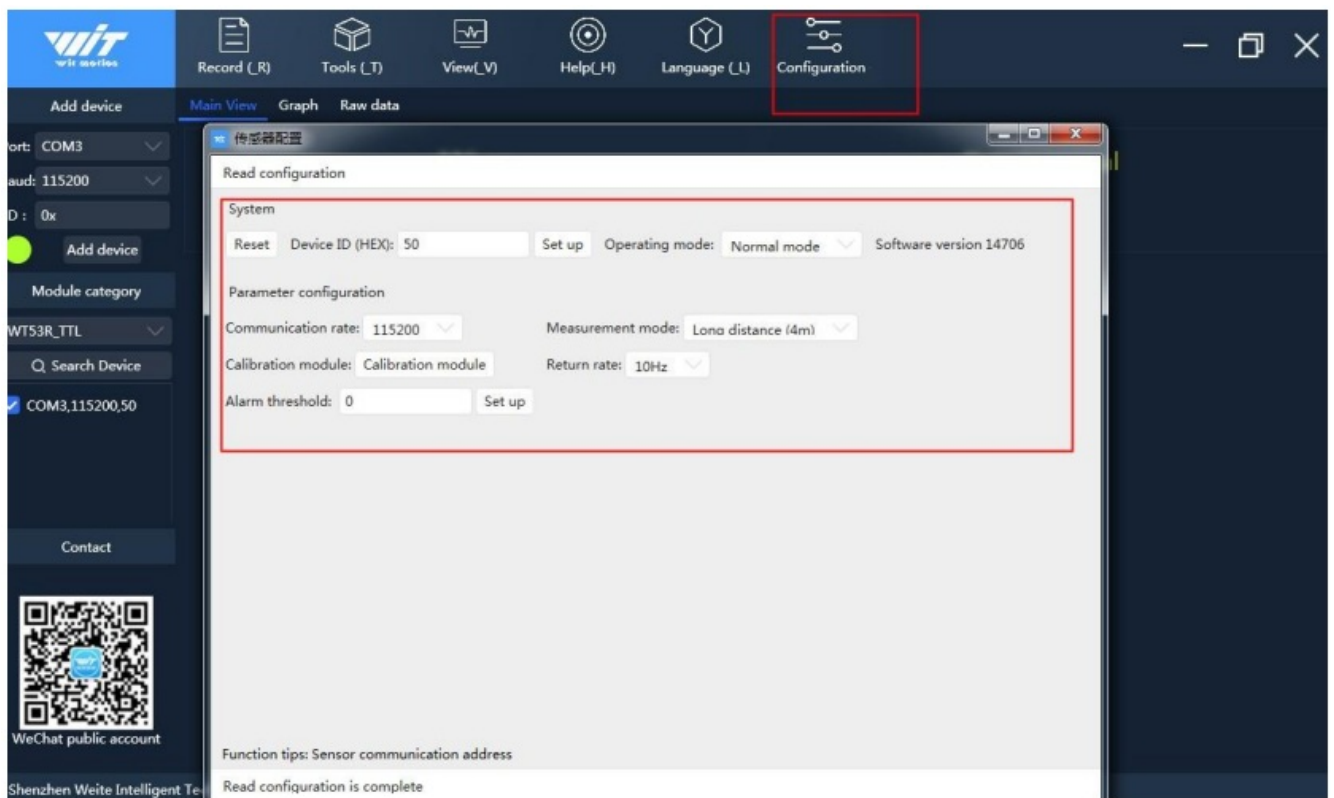 WiT
wit motion
Record (_R)
Tools (_T)
View(_V)
Help(_H)
Language (_L)
Configuration
Add device
Main View Graph Raw data
ort: COM3
aud: 115200
D : 0x
Add device
Module category
WT53R_TTL
Search Device
COM3,115200,50
Contact
WeChat public account
Shenzhen Weite Intelligent Te
传感器配置
Read configuration
System
Reset Device ID (HEX): 50 Set up Operating mode: Normal mode Software version 14706
Parameter configuration
Communication rate: 115200 Measurement mode: Long distance (4m)
Calibration module: Calibration module Return rate: 10Hz
Alarm threshold: 0 Set up
Function tips: Sensor communication address
Read configuration is complete